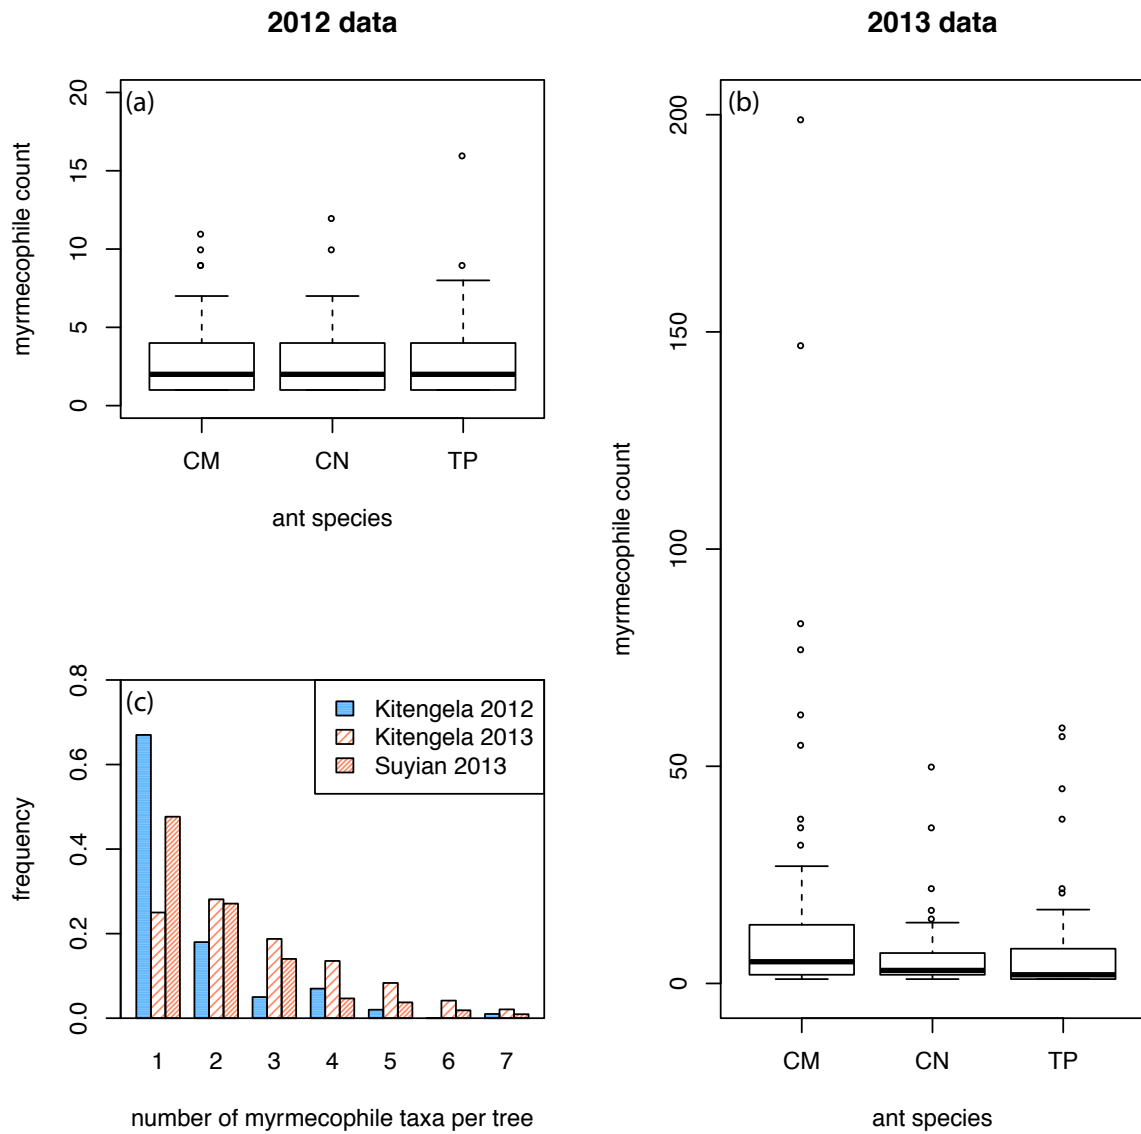 2012 data
(a)
myrmecophile count
0
5
10
15
20
CM CN TP
ant species
2013 data
(b)
myrmecophile count
0
50
100
150
200
CM CN TP
ant species
(c)
Kitengela 2012
Kitengela 2013
Suyian 2013
frequency
0.0
0.2
0.4
0.6
0.8
1 2 3 4 5 6 7
number of myrmecophile taxa per tree